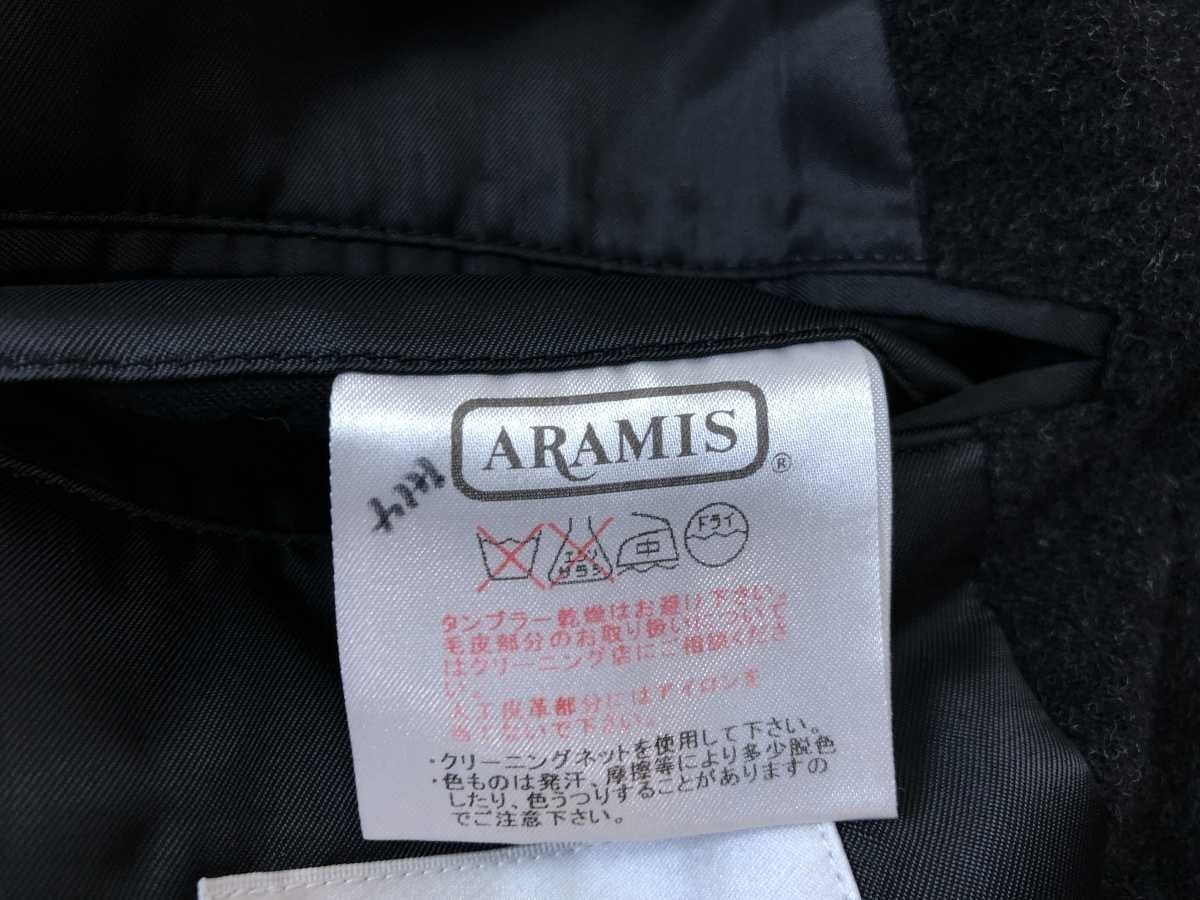 ARAMIS
®
エンソ
サラシ
中
ドライ
タンブラー乾燥はお避け下さい。
毛皮部分のお取り扱いについて
はクリーニング店にご相談くださ
い。
人工皮革部分にはアイロンを
当てないで下さい。
・クリーニングネットを使用して下さい。
・色ものは発汗、摩擦等により多少脱色
したり、色うつりすることがありますの
でご注意下さい。